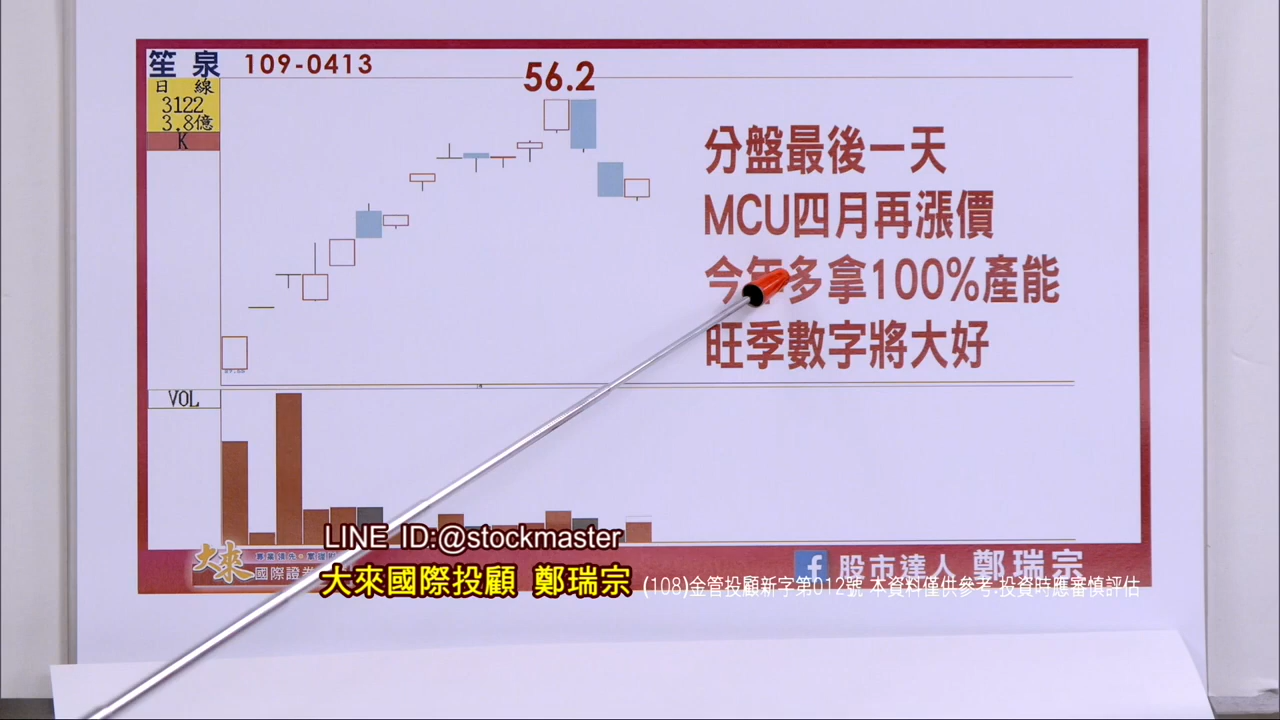 笙泉 109-0413
日 線
3122
3.8億
K
56.2
分盤最後一天
MCU四月再漲價
今年多拿100%產能
旺季數字將大好
VOL
LINE ID:@stockmaster
大來
國際證券
股市達人 鄭瑞宗
大來國際投顧 鄭瑞宗 (108)金管投顧新字第012號 本資料僅供參考.投資時應審慎評估